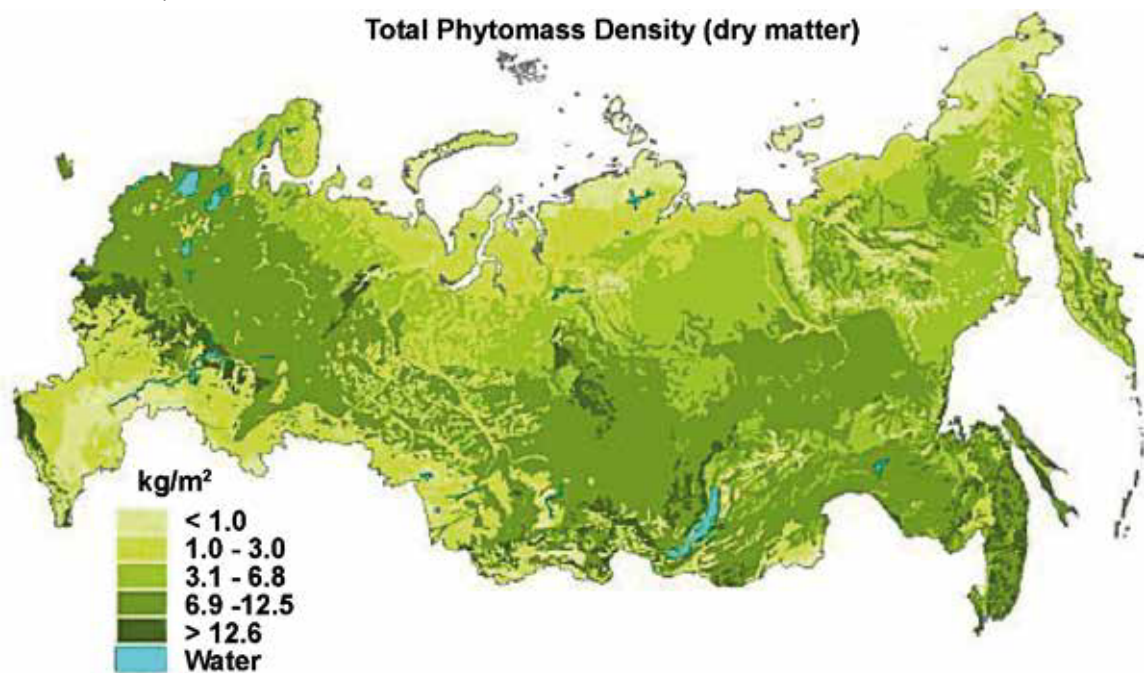 Total Phytomass Density (dry matter)
kg/m²
< 1.0
1.0 - 3.0
3.1 - 6.8
6.9 -12.5
> 12.6
Water